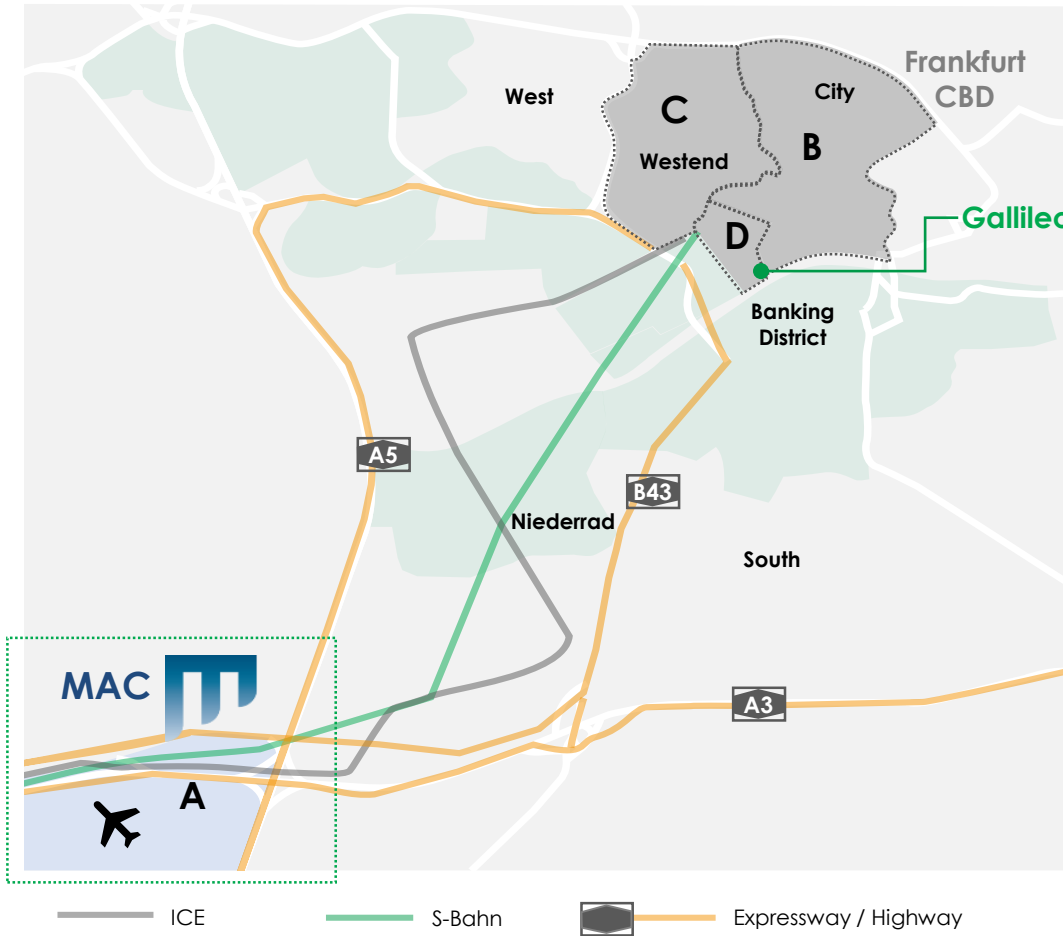 West
C
City
Frankfurt
CBD
Westend
B
D
Gallileo
Banking
District
A5
B43
Niederrad
South
MAC
A3
A
ICE
S-Bahn
Expressway / Highway